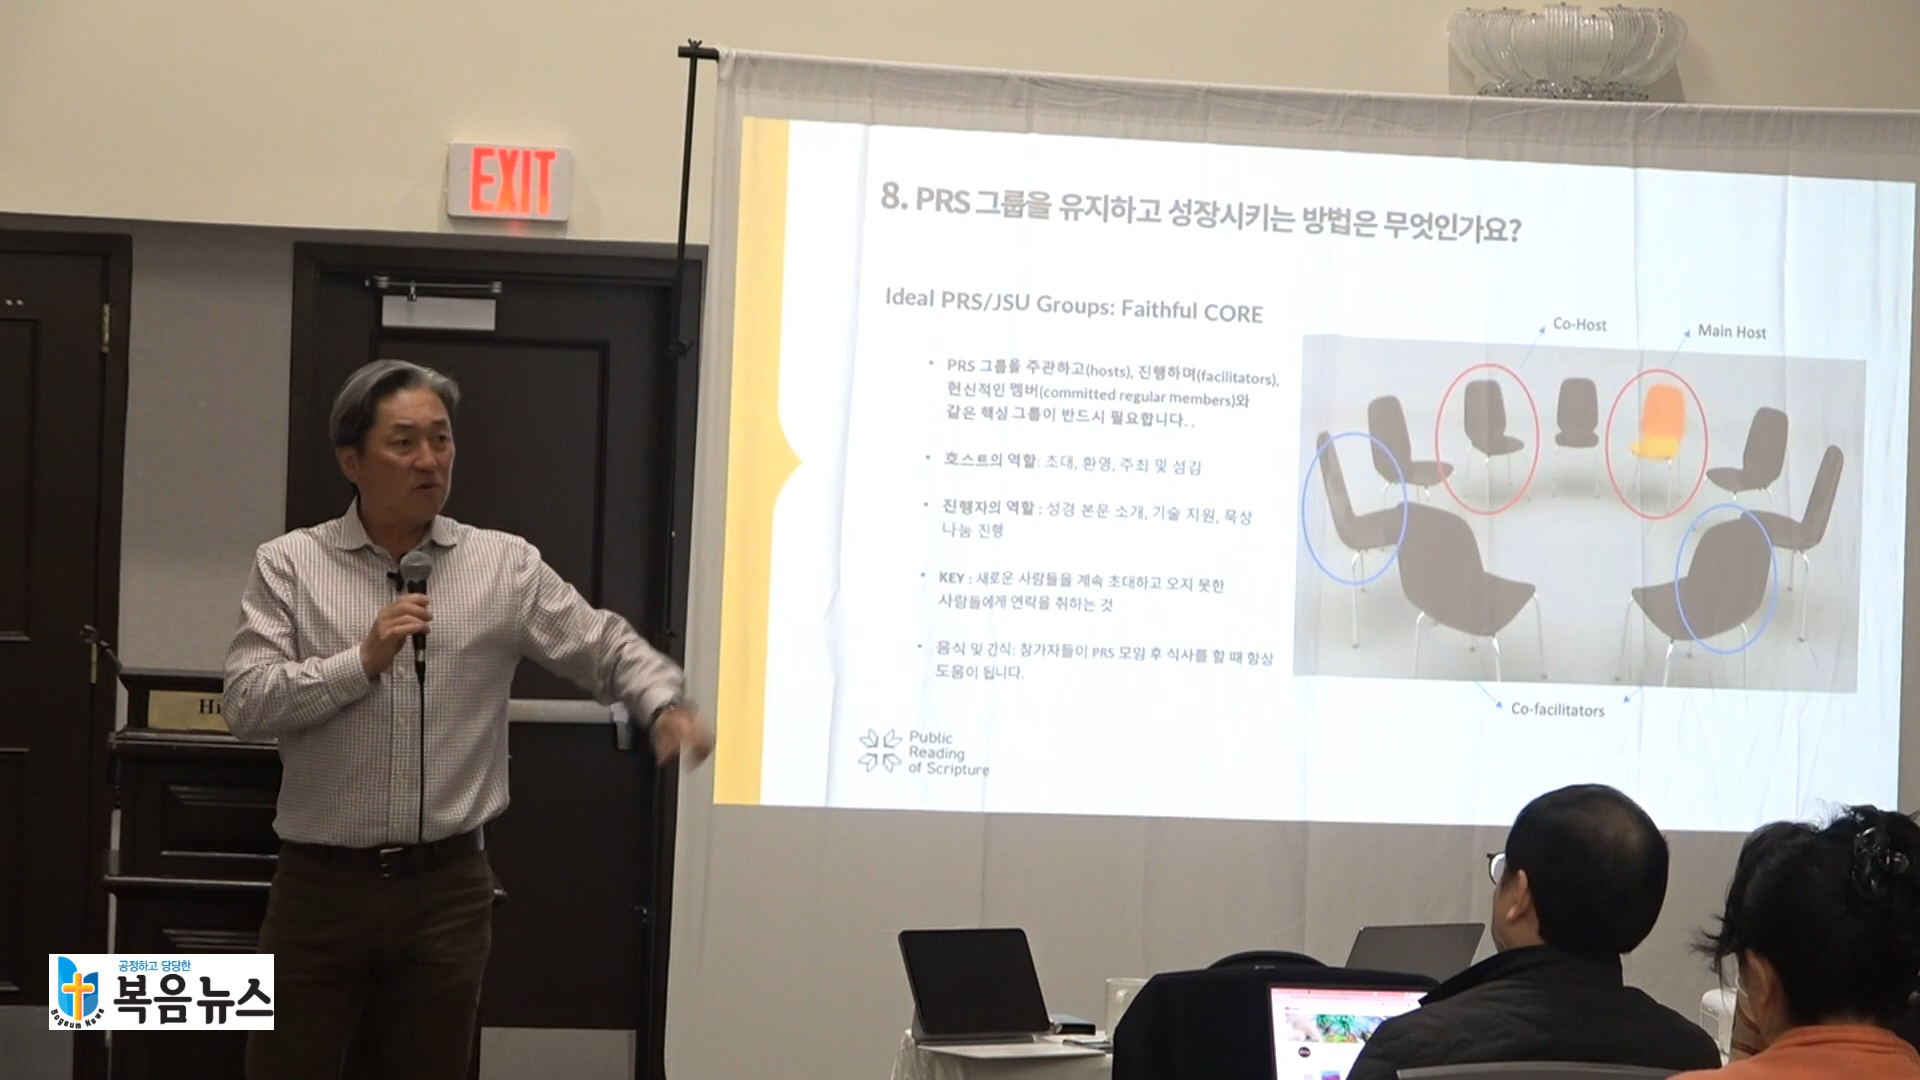 EXIT
8. PRS 그룹을 유지하고 성장시키는 방법은 무엇인가요?
Ideal PRS/JSU Groups: Faithful CORE
• PRS 그룹을 주관하고(hosts), 진행하며(facilitators),
헌신적인 멤버(committed regular members)와
같은 핵심 그룹이 반드시 필요합니다. .
• 호스트의 역할: 초대, 환영, 주최 및 섬김
• 진행자의 역할 : 성경 본문 소개, 기술 지원, 묵상
나눔 진행
• KEY : 새로운 사람들을 계속 초대하고 오지 못한
사람들에게 연락을 취하는 것
• 음식 및 간식: 참가자들이 PRS 모임 후 식사를 할 때 항상
도움이 됩니다.
Co-Host
Main Host
Co-facilitators
Public
Reading
of Scripture
공정하고 당당한
복음뉴스
Bogeum News